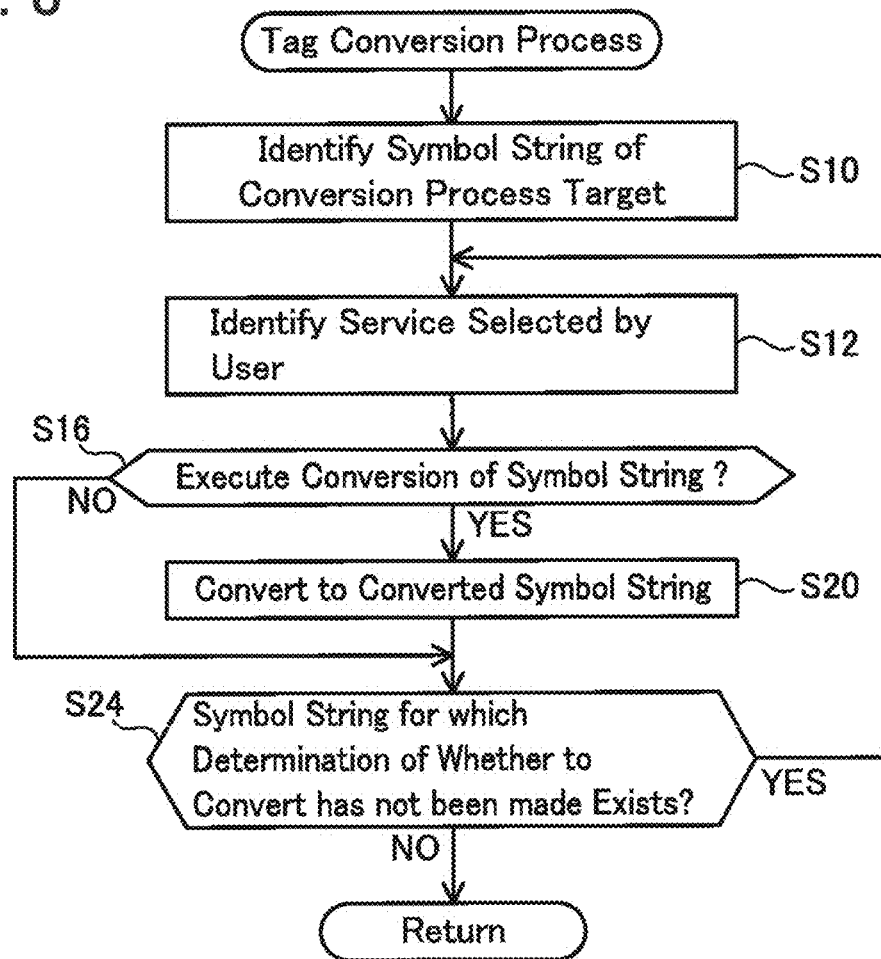 Tag Conversion Process
Identify Symbol String of
Conversion Process Target
S10
Identify Service Selected by
User
S12
S16
Execute Conversion of Symbol String ?
NO
YES
Convert to Converted Symbol String
S20
S24
Symbol String for which
Determination of Whether to
Convert has not been made Exists?
YES
NO
Return